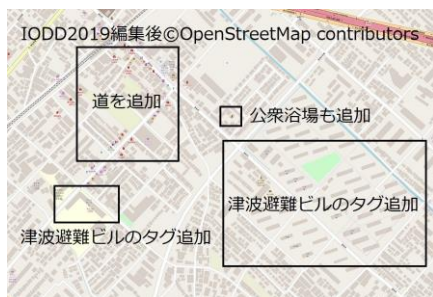 IODD2019編集後©OpenStreetMap contributors
道を追加
公衆浴場も追加
津波避難ビルのタグ追加
津波避難ビルのタグ追加